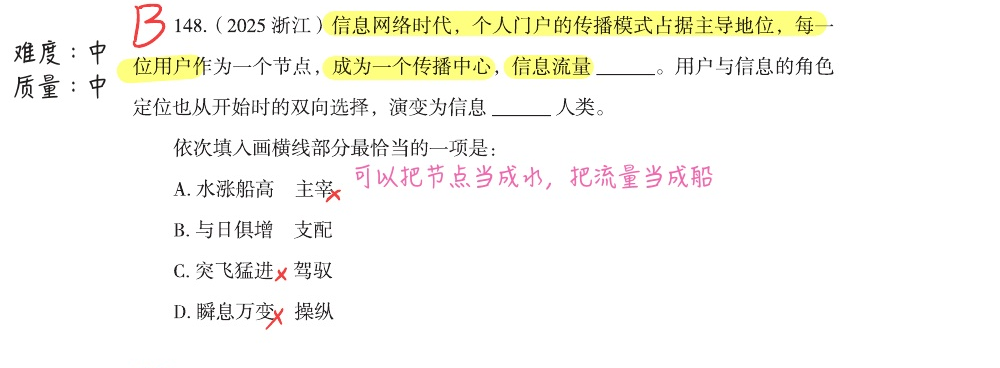 B 148.（2025 浙江）信息网络时代，个人门户的传播模式占据主导地位，每一
难度：中
位用户作为一个节点，成为一个传播中心，信息流量 ______。用户与信息的角色
质量：中
定位也从开始时的双向选择，演变为信息 ______ 人类。
依次填入画横线部分最恰当的一项是：
可以把节点当成水，把流量当成船
A. 水涨船高 主宰×
B. 与日俱增 支配
C. 突飞猛进× 驾驭
D. 瞬息万变× 操纵